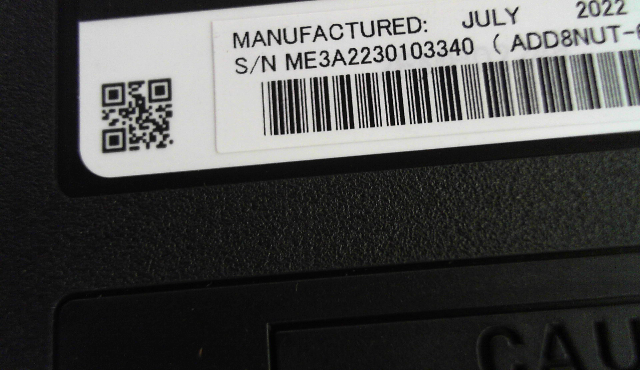 MANUFACTURED: JULY 2022
S/N ME3A2230103340 ( ADD8NUT-